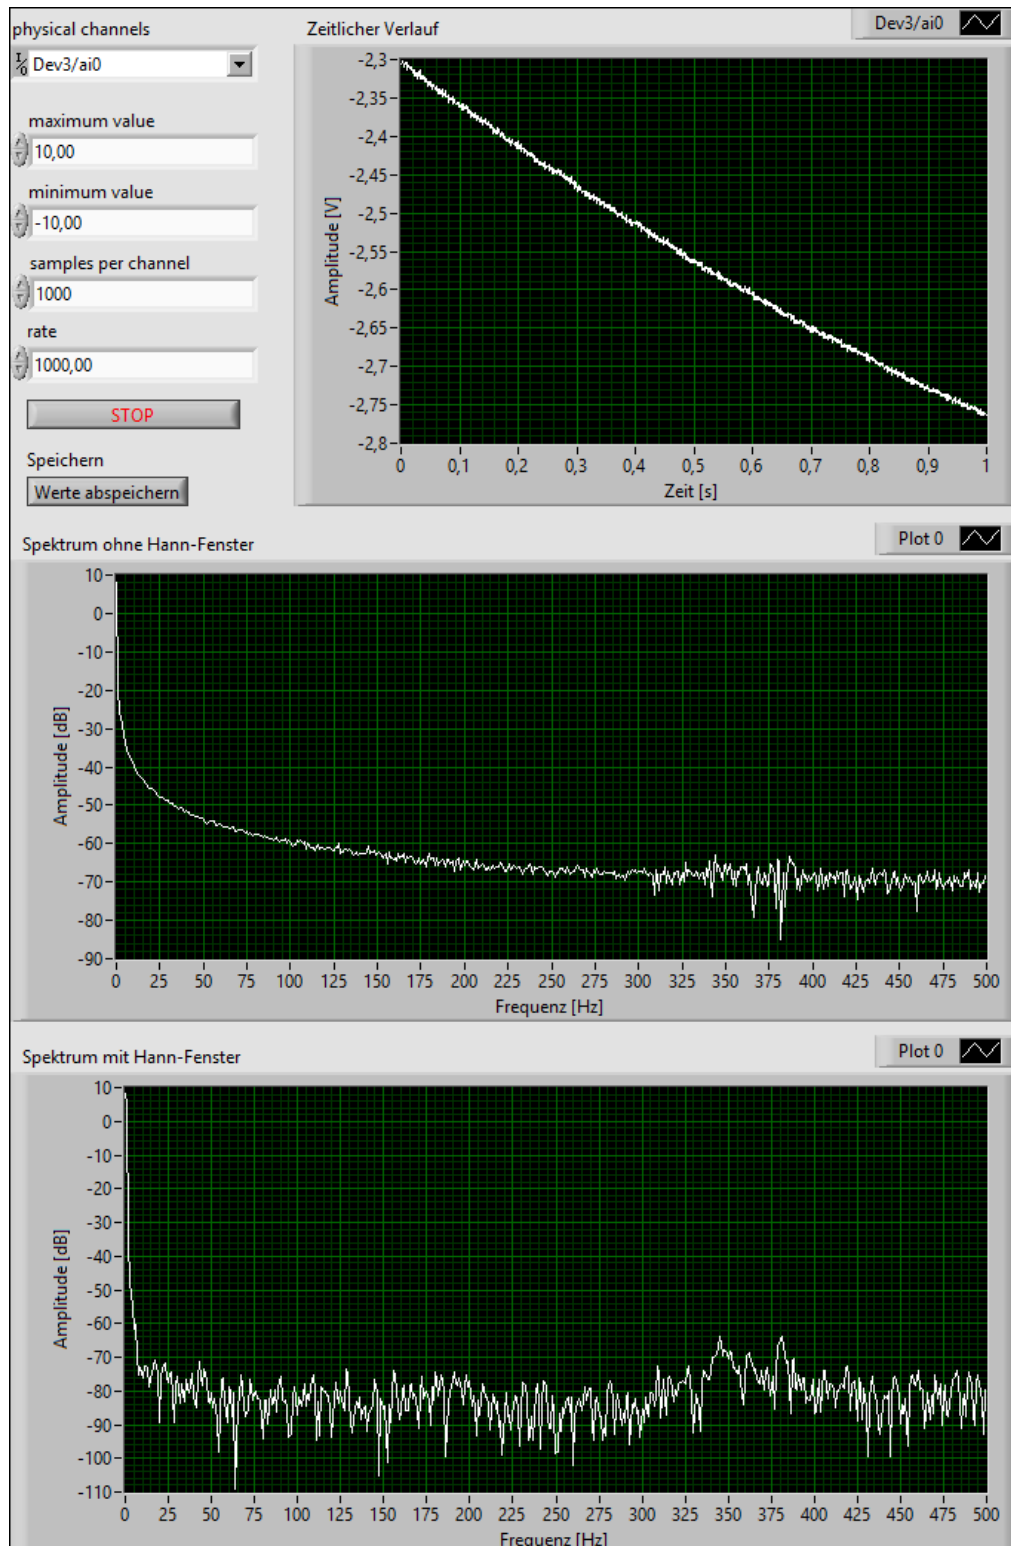 physical channels
Dev3/ai0
maximum value
10,00
minimum value
-10,00
samples per channel
1000
rate
1000,00
STOP
Speichern
Werte abspeichern
Zeitlicher Verlauf
Dev3/ai0
Amplitude [V]
-2,3
-2,35
-2,4
-2,45
-2,5
-2,55
-2,6
-2,65
-2,7
-2,75
-2,8
0 0,1 0,2 0,3 0,4 0,5 0,6 0,7 0,8 0,9 1
Zeit [s]
Spektrum ohne Hann-Fenster
Plot 0
Amplitude [dB]
10
0
-10
-20
-30
-40
-50
-60
-70
-80
-90
0 25 50 75 100 125 150 175 200 225 250 275 300 325 350 375 400 425 450 475 500
Frequenz [Hz]
Spektrum mit Hann-Fenster
Plot 0
Amplitude [dB]
10
0
-10
-20
-30
-40
-50
-60
-70
-80
-90
-100
-110
0 25 50 75 100 125 150 175 200 225 250 275 300 325 350 375 400 425 450 475 500
Frequenz [Hz]